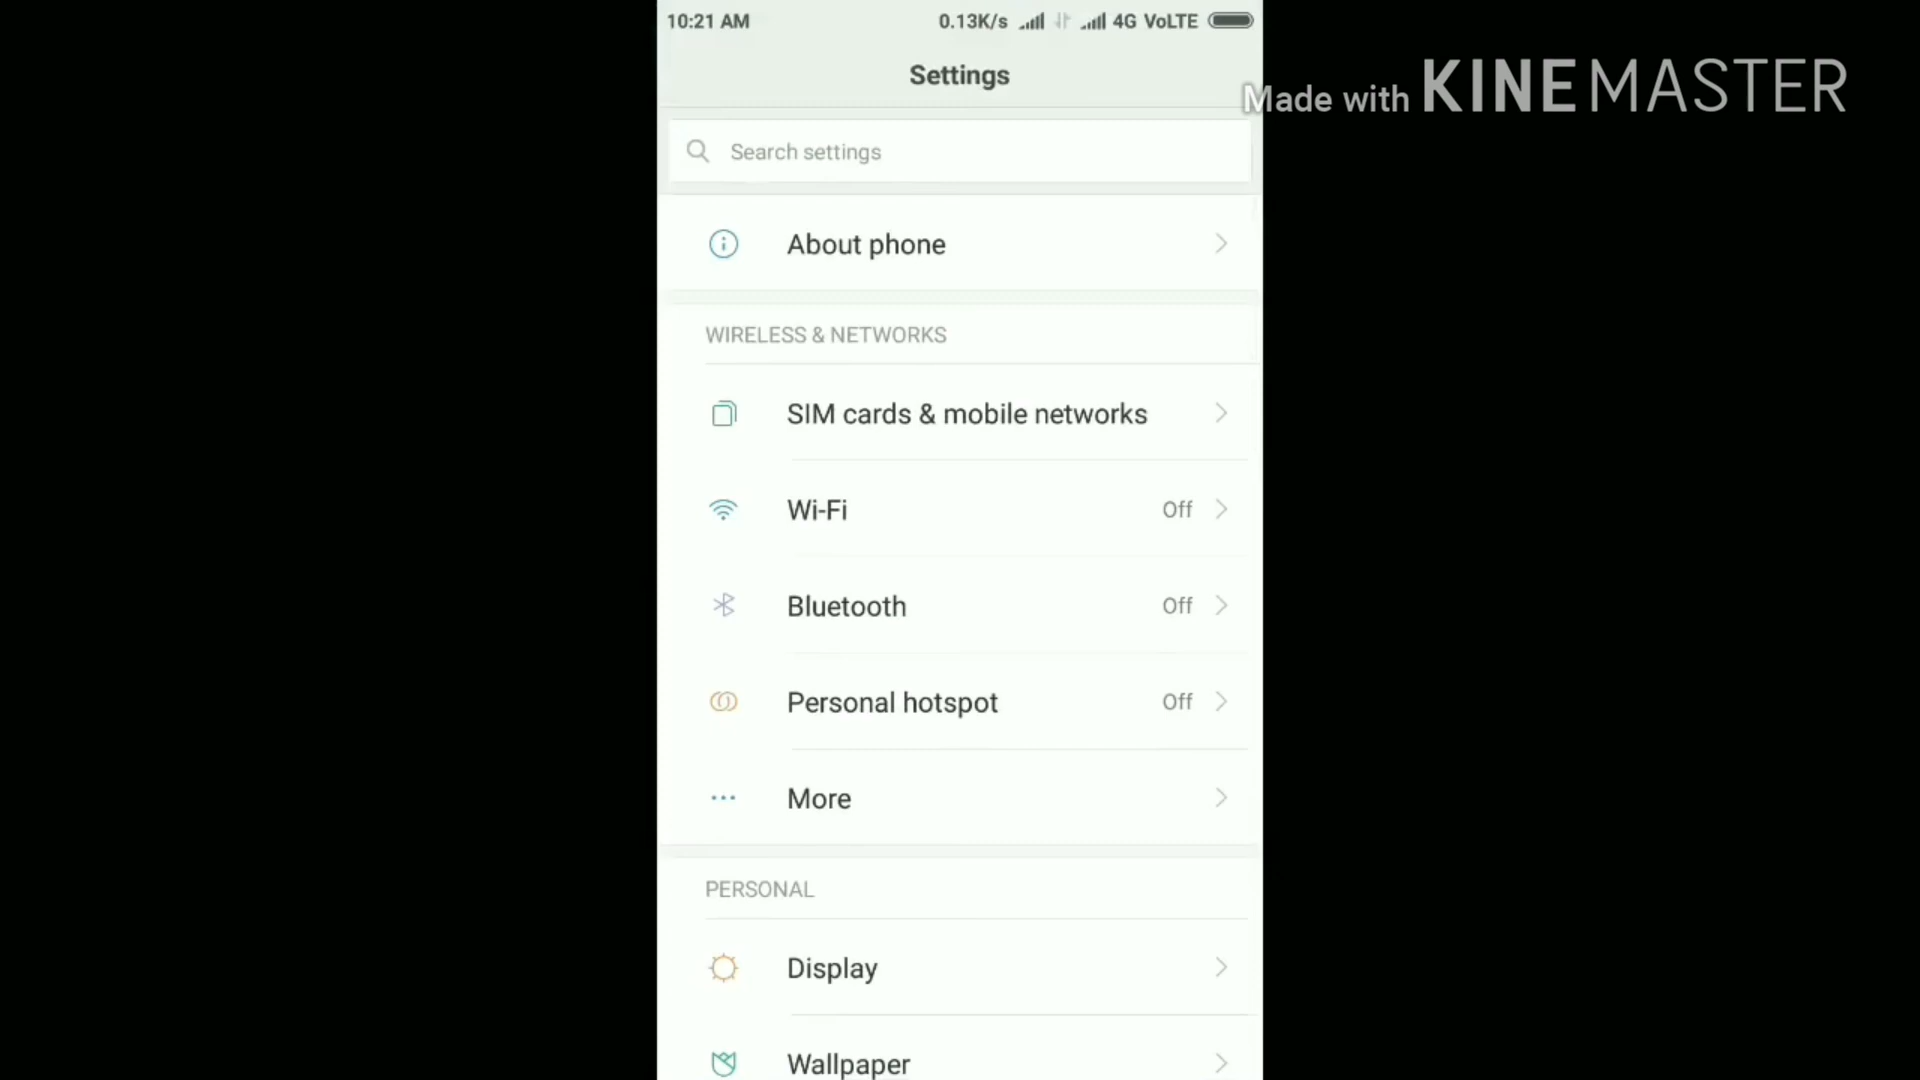 10:21 AM 0.13K/s 4G VoLTE
Settings
Made with KINEMASTER
Search settings
About phone
WIRELESS & NETWORKS
SIM cards & mobile networks
Wi-Fi Off
Bluetooth Off
Personal hotspot Off
More
PERSONAL
Display
Wallpaper